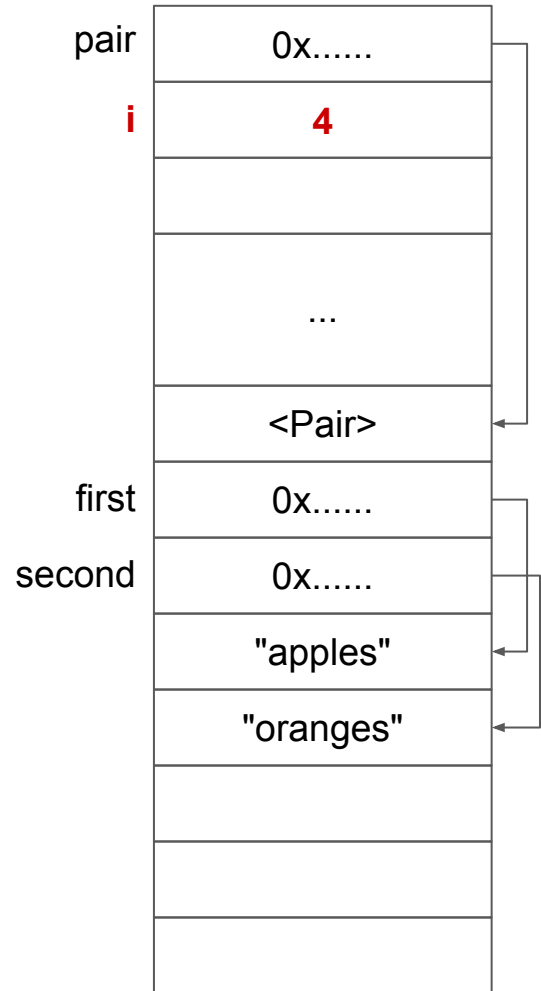 pair 0x......
i 4
...
<Pair>
first 0x......
second 0x......
"apples"
"oranges"